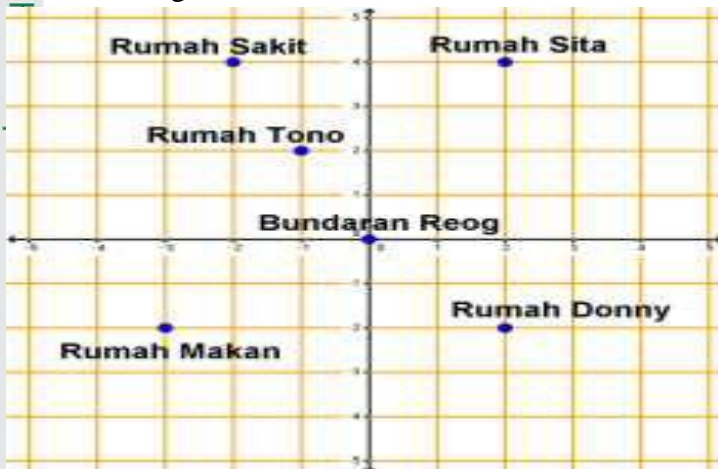 Rumah Sakit
Rumah Sita
Rumah Tono
Bundaran Reog
Rumah Donny
Rumah Makan